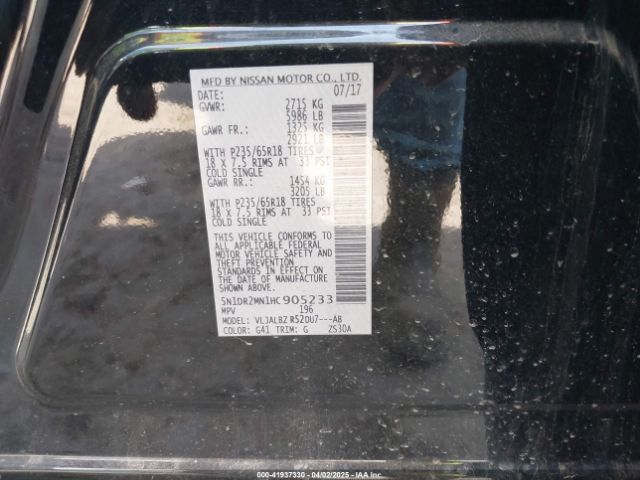 MFD BY NISSAN MOTOR CO., LTD.
07/17
GVWR: 2715 KG
5986 LB
GAWR FR.: 1325 KG
2921 LB
WITH P235/65R18 TIRES
18 X 7.5 RIMS AT 33 PSI
COLD SINGLE
GAWR RR.: 1454 KG
3205 LB
WITH P235/65R18 TIRES
18 X 7.5 RIMS AT 33 PSI
COLD SINGLE
THIS VEHICLE CONFORMS TO
ALL APPLICABLE FEDERAL
MOTOR VEHICLE SAFETY AND
AND THEFT PREVENTION
STANDARDS IN EFFECT ON
THE DATE OF MANUFACTURE
SHOWN ABOVE.
5N1DR2MN1HC905233
MPV 196
MODEL: VLJALBZ R52DU7---AB
COLOR: G41 TRIM: G ZS30A
© COPYRIGHT 41937330 - 04/02/2025 - IAA Inc.